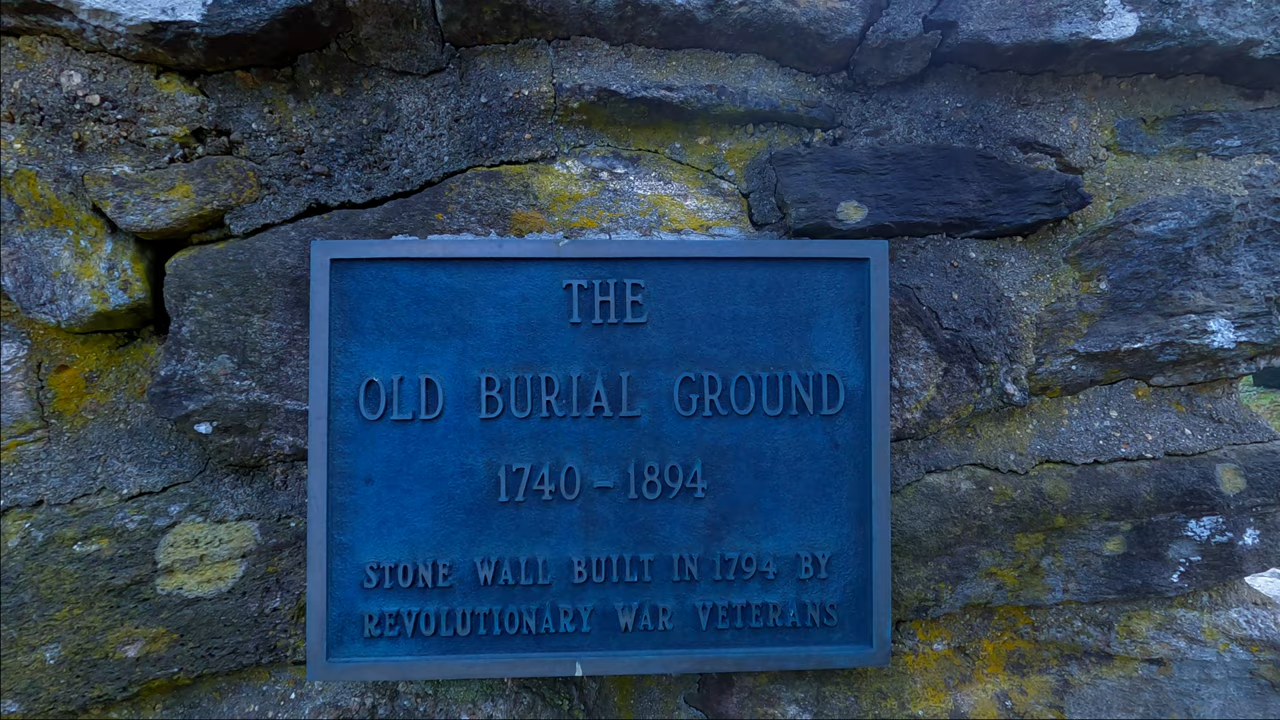 THE
OLD BURIAL GROUND
1740 - 1894
STONE WALL BUILT IN 1794 BY
REVOLUTIONARY WAR VETERANS